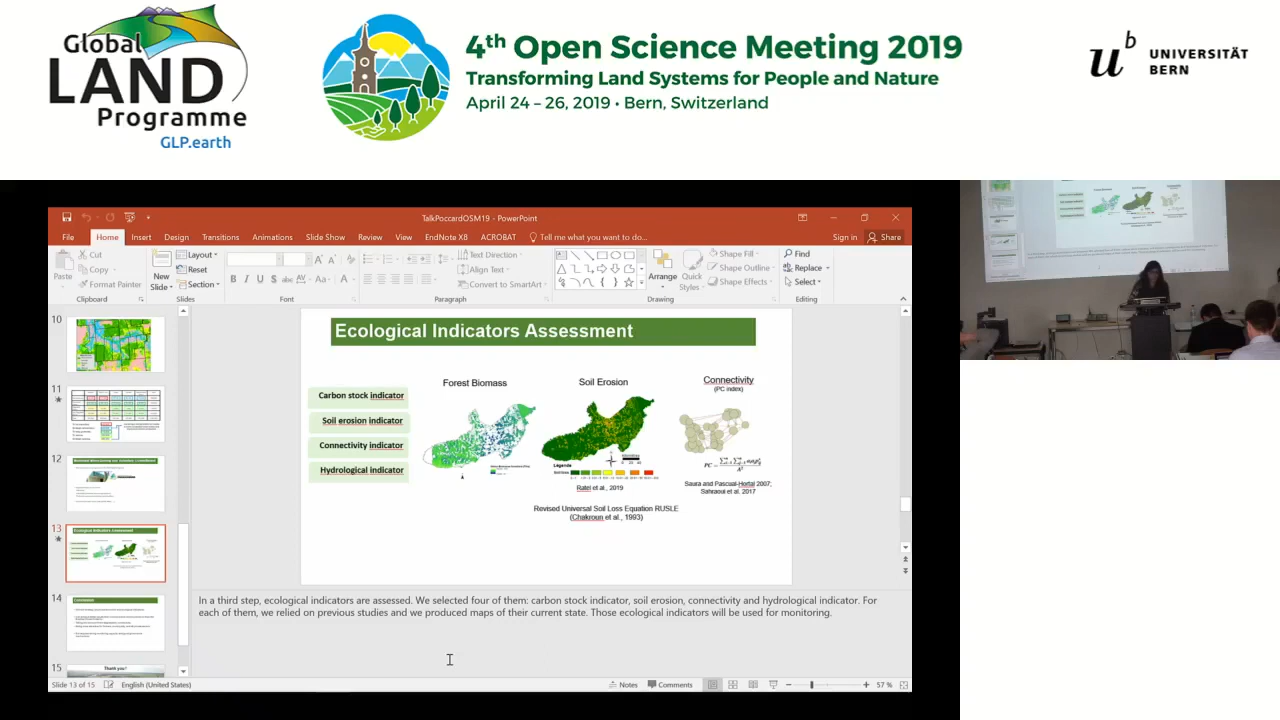 Global
LAND
Programme
GLP.earth
4th Open Science Meeting 2019
Transforming Land Systems for People and Nature
April 24 – 26, 2019 • Bern, Switzerland
u b
UNIVERSITÄT
BERN
TalkPoccardOSM19 - PowerPoint
File Home Insert Design Transitions Animations Slide Show Review View EndNote X8 ACROBAT Tell me what you want to do... Sign in Share
Paste
Cut
Copy
Format Painter
Clipboard
New
Slide
Layout
Reset
Section
Slides
B I U S abc AV Aa A
Font
Paragraph
Text Direction
Align Text
Convert to SmartArt
Arrange
Quick
Styles
Shape Fill
Shape Outline
Shape Effects
Drawing
Find
Replace
Select
Editing
10
11
12
13
Ecological Indicators Assessment
14
Conclusion
15
Thank you!
Ecological Indicators Assessment
Carbon stock indicator
Soil erosion indicator
Connectivity indicator
Hydrological indicator
Forest Biomass
Soil Erosion
Legende
Ratei et al., 2019
Revised Universal Soil Loss Equation RUSLE
(Chakroun et al., 1993)
Connectivity
(PC index)
Saura and Pascual-Hortal 2007;
Sahraoui et al. 2017
In a third step, ecological indicators are assessed. We selected four of them: carbon stock indicator, soil erosion, connectivity and hydrological indicator. For
each of them, we relied on previous studies and we produced maps of their current state. Those ecological indicators will be used for monitoring.
Slide 13 of 15 English (United States) Notes Comments 57 %